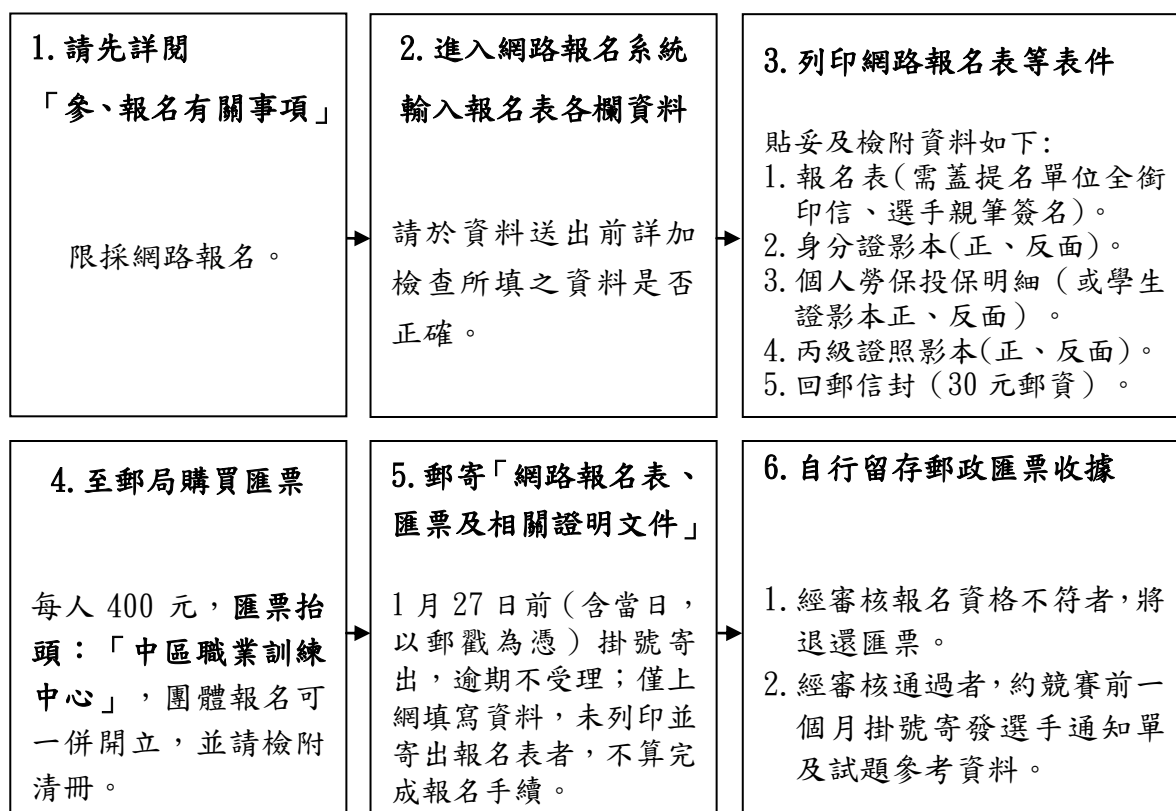 1.請先詳閱
「參、報名有關事項」
限採網路報名。
2.進入網路報名系統
輸入報名表各欄資料
請於資料送出前詳加
檢查所填之資料是否
正確。
3.列印網路報名表等表件
貼妥及檢附資料如下:
1.報名表(需蓋提名單位全銜
印信、選手親筆簽名)。
2.身分證影本(正、反面)。
3.個人勞保投保明細（或學生
證影本正、反面）。
4.丙級證照影本(正、反面)。
5.回郵信封（30 元郵資）。
4.至郵局購買匯票
每人 400 元，匯票抬
頭：「中區職業訓練
中心」，團體報名可
一併開立，並請檢附
清冊。
5.郵寄「網路報名表、
匯票及相關證明文件」
1 月 27 日前（含當日，
以郵戳為憑）掛號寄
出，逾期不受理；僅上
網填寫資料，未列印並
寄出報名表者，不算完
成報名手續。
6.自行留存郵政匯票收據
1.經審核報名資格不符者，將
退還匯票。
2.經審核通過者，約競賽前一
個月掛號寄發選手通知單
及試題參考資料。